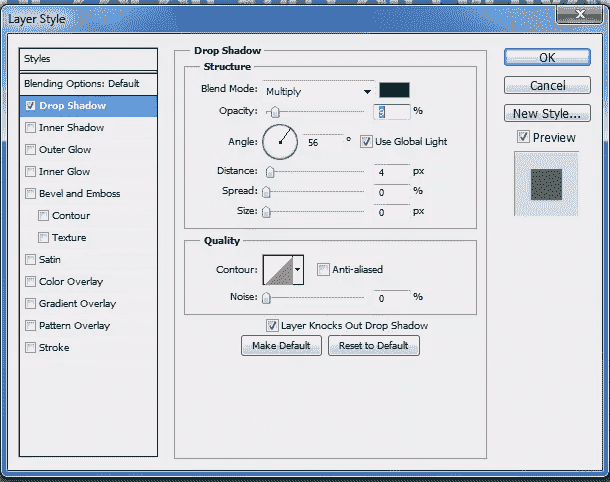 Layer Style
Styles
Blending Options: Default
Drop Shadow
Inner Shadow
Outer Glow
Inner Glow
Bevel and Emboss
Contour
Texture
Satin
Color Overlay
Gradient Overlay
Pattern Overlay
Stroke
Drop Shadow
Structure
Blend Mode: Multiply
Opacity: %
Angle: 56 ° Use Global Light
Distance: 4 px
Spread: 0 %
Size: 0 px
Quality
Contour: Anti-aliased
Noise: 0 %
Layer Knocks Out Drop Shadow
Make Default Reset to Default
OK
Cancel
New Style...
Preview